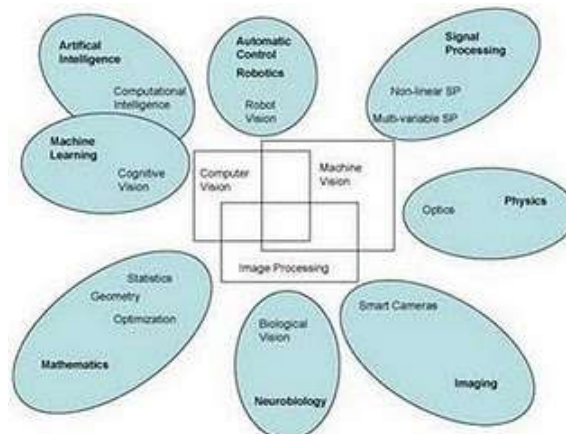 Artifical
Intelligence
Computational
Intelligence
Machine
Learning
Cognitive
Vision
Automatic
Control
Robotics
Robot
Vision
Signal
Processing
Non-linear SP
Multi-variable SP
Computer
Vision
Machine
Vision
Image Processing
Optics
Physics
Statistics
Geometry
Optimization
Mathematics
Biological
Vision
Neurobiology
Smart Cameras
Imaging